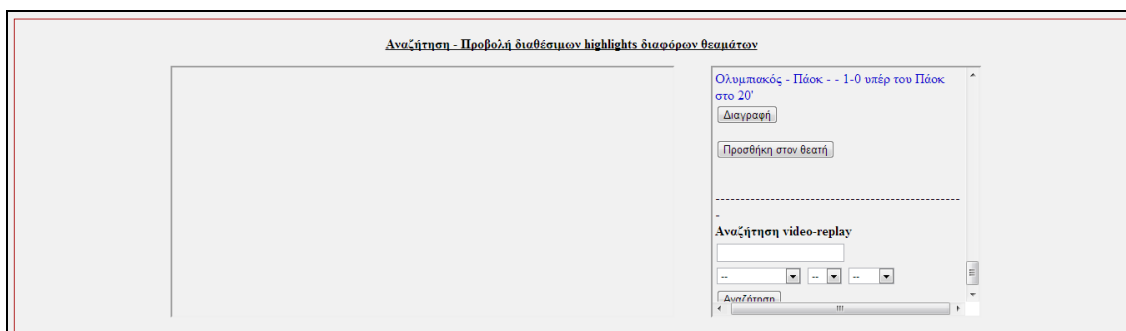 Αναζήτηση - Προβολή διαθέσιμων highlights διαφόρων θεαμάτων
Ολυμπιακός - Πάοκ - - 1-0 υπέρ του Πάοκ
στο 20'
Διαγραφή
Προσθήκη στον θεατή
-------------------------------------------------
-
Αναζήτηση video-replay
-- -- --
Αναζήτηση